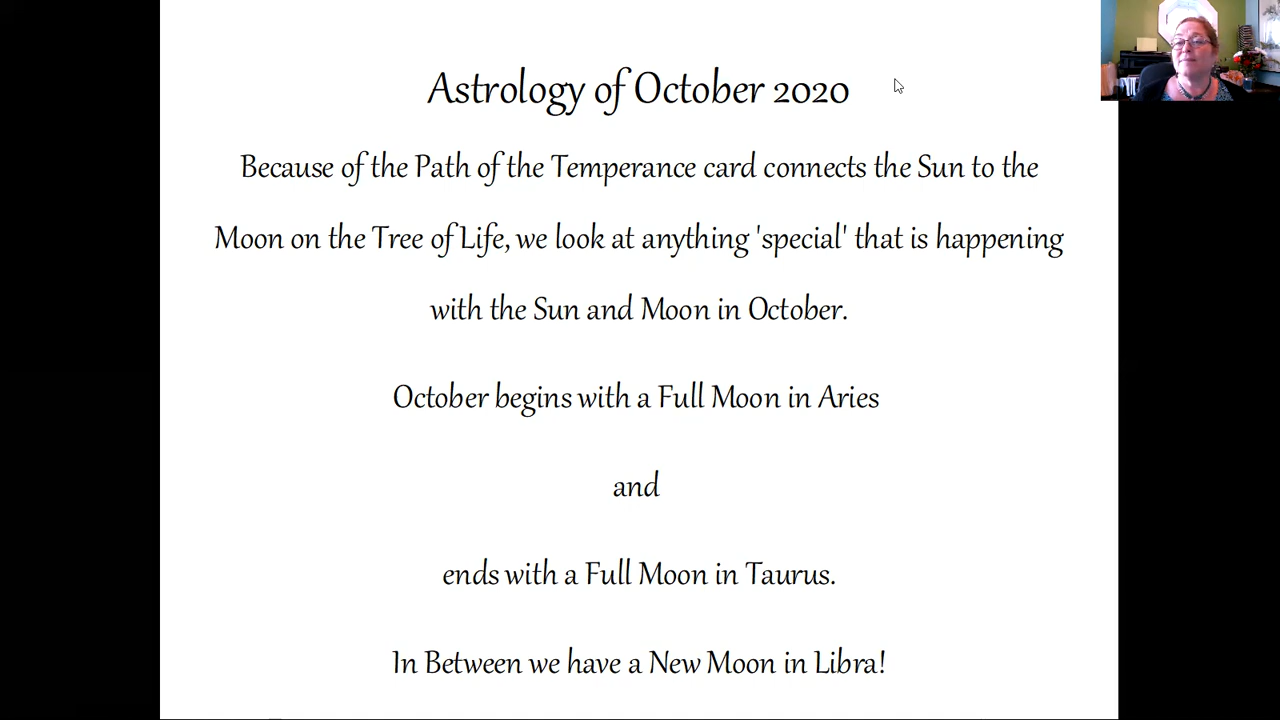 Astrology of October 2020
Because of the Path of the Temperance card connects the Sun to the
Moon on the Tree of Life, we look at anything 'special' that is happening
with the Sun and Moon in October.
October begins with a Full Moon in Aries
and
ends with a Full Moon in Taurus.
In Between we have a New Moon in Libra!